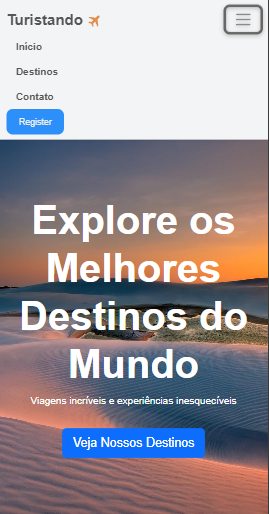 Turistando
Início
Destinos
Contato
Register
Explore os
Melhores
Destinos do
Mundo
Viagens incríveis e experiências inesquecíveis
Veja Nossos Destinos